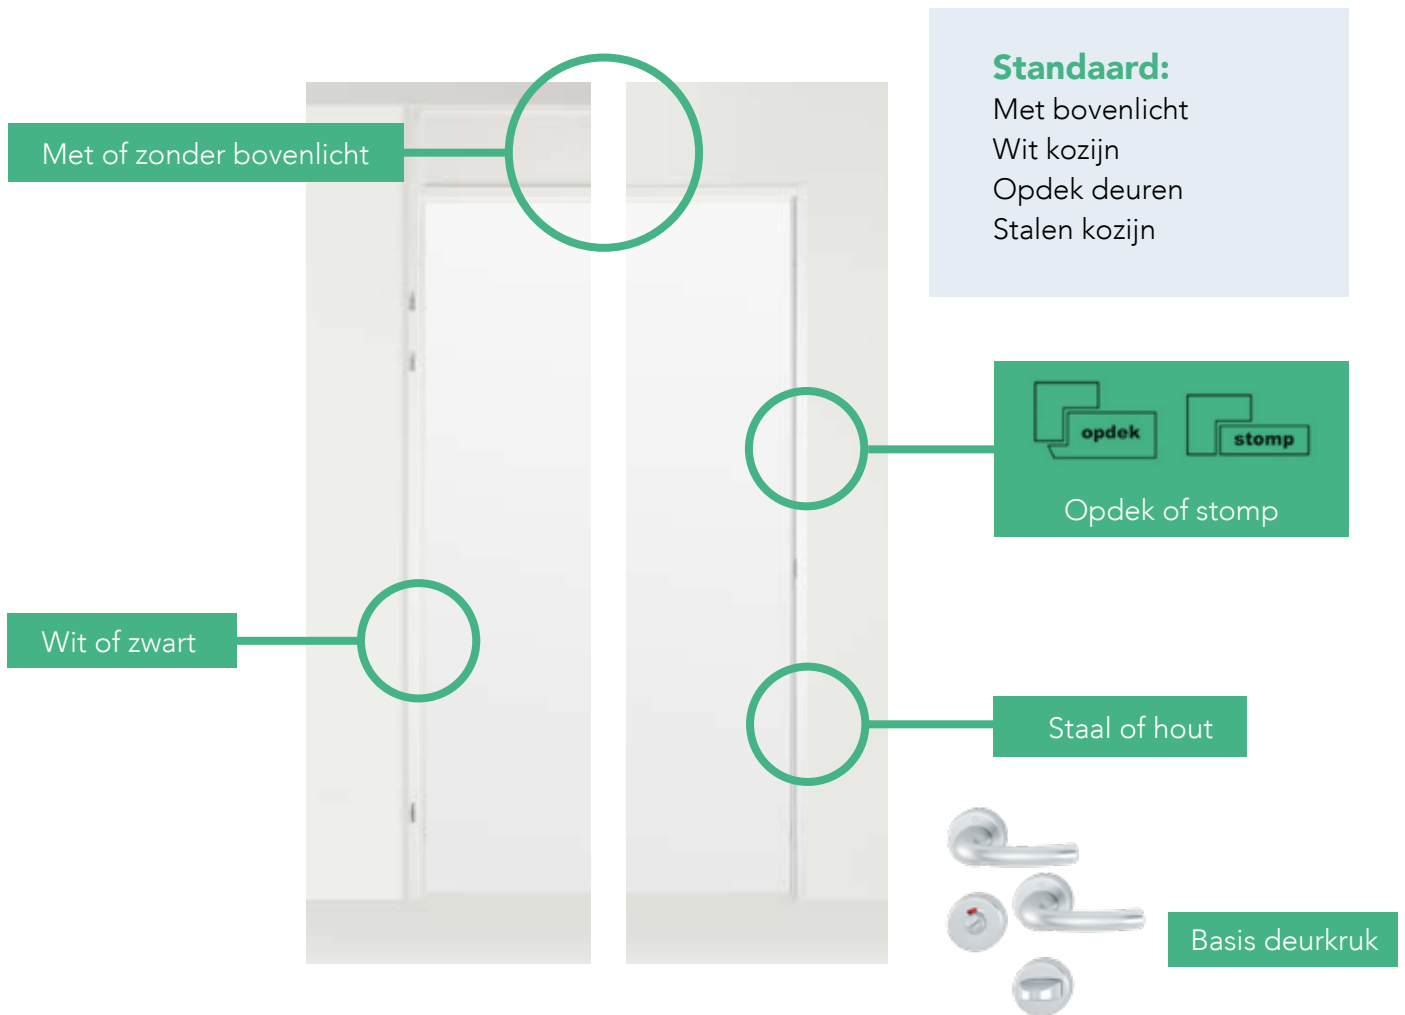 Standaard:
Met bovenlicht
Wit kozijn
Opdek deuren
Stalen kozijn
Met of zonder bovenlicht
opdek
stomp
Opdek of stomp
Wit of zwart
Staal of hout
Basis deurkruk